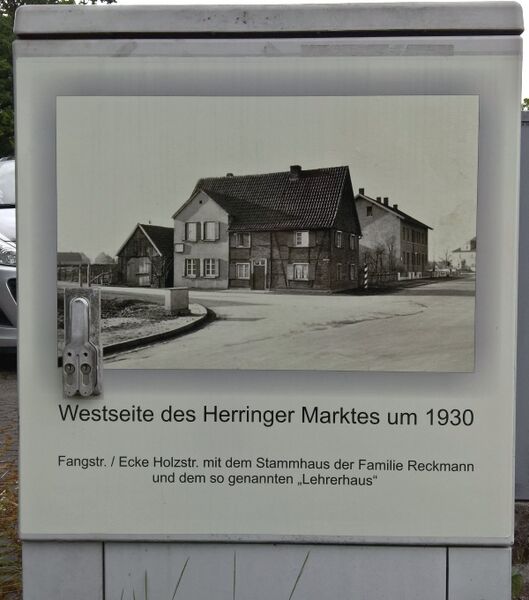 Westseite des Herringer Marktes um 1930
Fangstr. / Ecke Holzstr. mit dem Stammhaus der Familie Reckmann
und dem so genannten „Lehrerhaus“